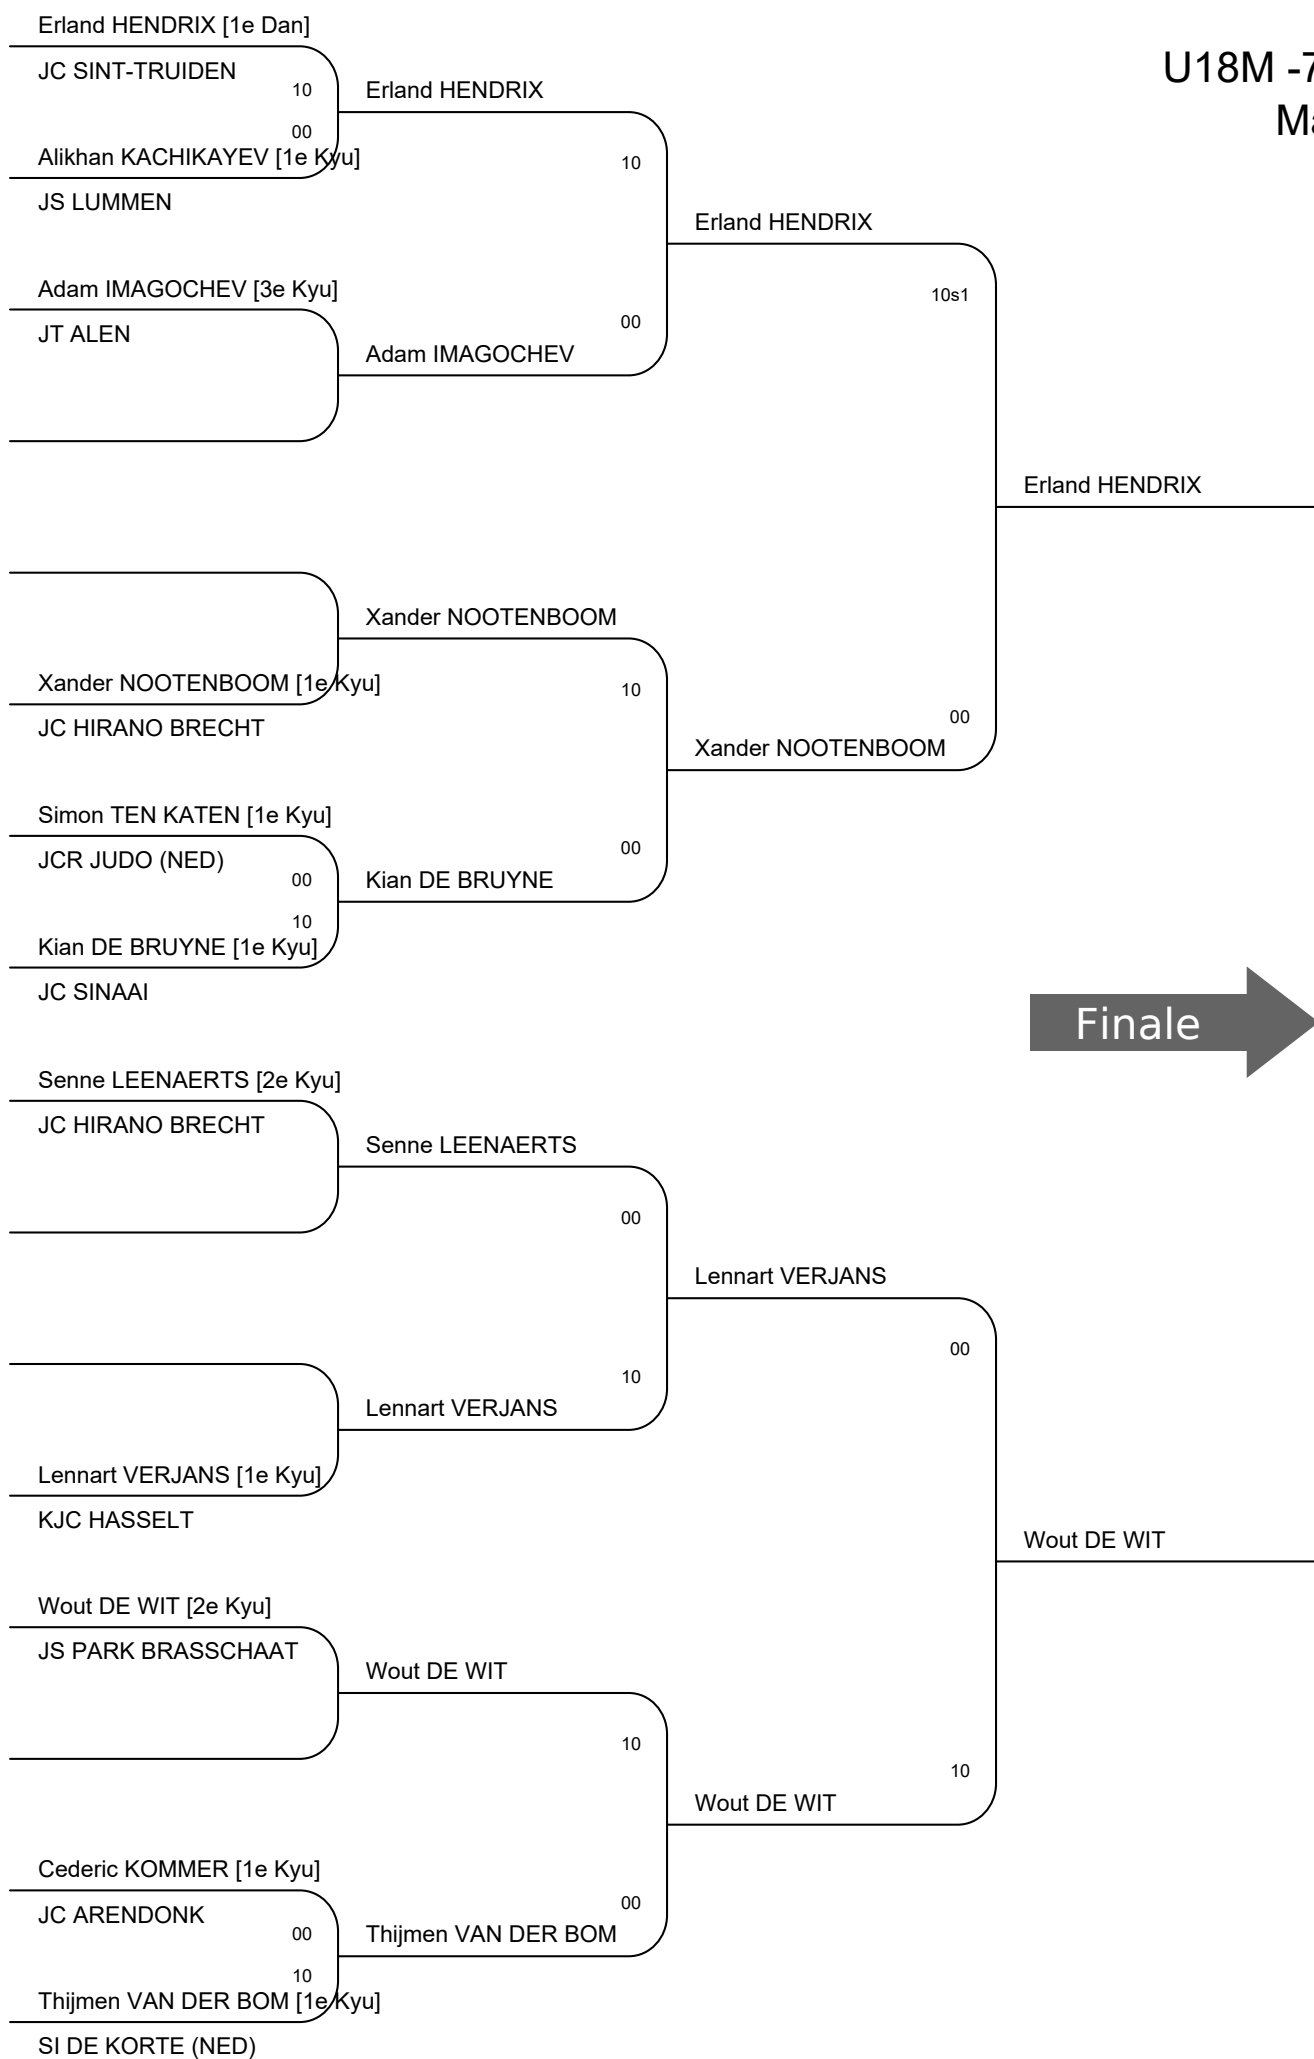 Erland HENDRIX [1e Dan]
JC SINT-TRUIDEN
10
00
Alikhan KACHIKAYEV [1e Kyu]
JS LUMMEN
Erland HENDRIX
10
U18M -7
Ma
Adam IMAGOCHEV [3e Kyu]
JT ALEN
00
Adam IMAGOCHEV
Erland HENDRIX
10s1
Erland HENDRIX
Xander NOOTENBOOM
Xander NOOTENBOOM [1e Kyu]
JC HIRANO BRECHT
10
00
Xander NOOTENBOOM
Simon TEN KATEN [1e Kyu]
JCR JUDO (NED)
00
10
Kian DE BRUYNE [1e Kyu]
JC SINAAI
00
Kian DE BRUYNE
Finale
Senne LEENAERTS [2e Kyu]
JC HIRANO BRECHT
Senne LEENAERTS
00
Lennart VERJANS
00
10
Lennart VERJANS
Lennart VERJANS [1e Kyu]
KJC HASSELT
Wout DE WIT
Wout DE WIT [2e Kyu]
JS PARK BRASSCHAAT
Wout DE WIT
10
10
Wout DE WIT
Cederic KOMMER [1e Kyu]
JC ARENDONK
00
10
Thijmen VAN DER BOM [1e Kyu]
SI DE KORTE (NED)
00
Thijmen VAN DER BOM